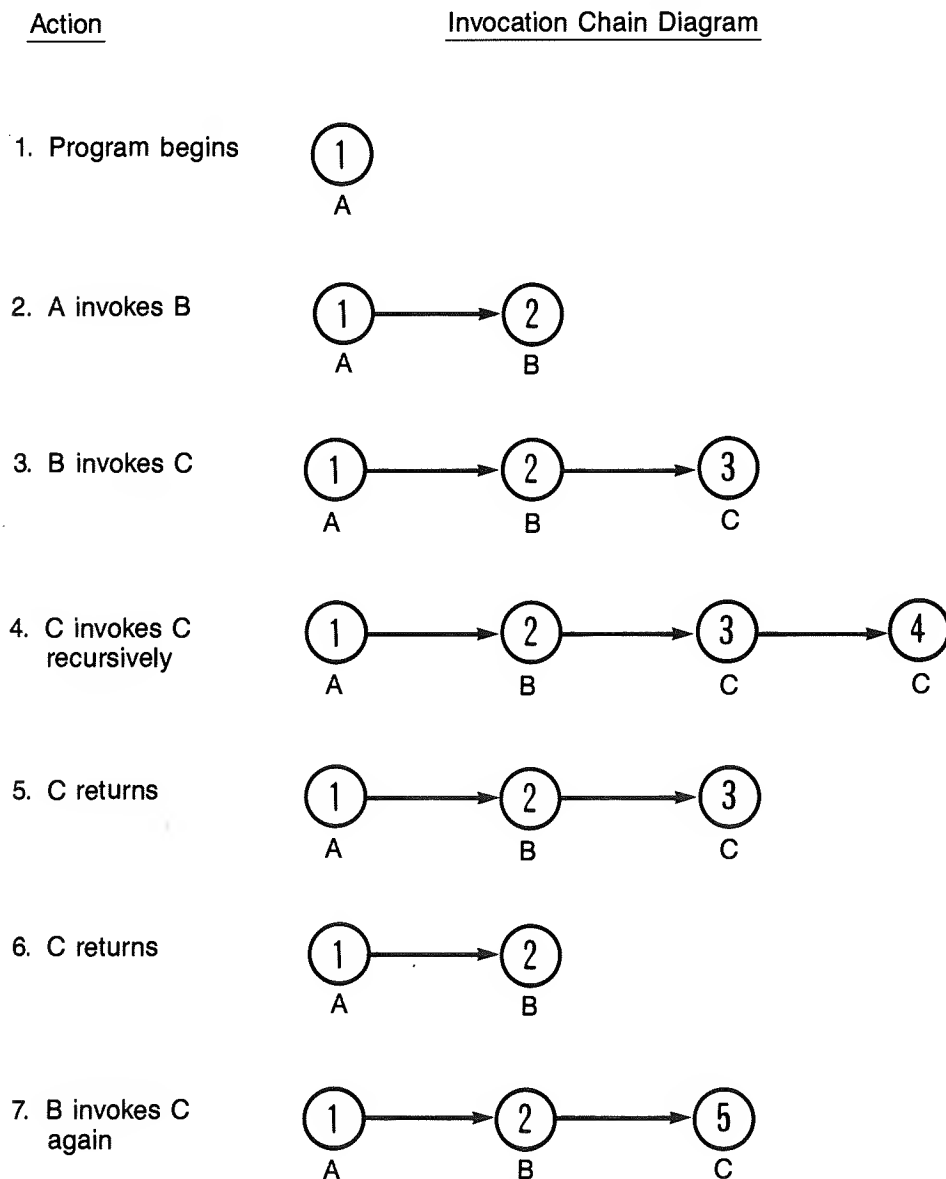 Action Invocation Chain Diagram
1. Program begins 1
A
2. A invokes B 1 2
A B
3. B invokes C 1 2 3
A B C
4. C invokes C
recursively 1 2 3 4
A B C C
5. C returns 1 2 3
A B C
6. C returns 1 2
A B
7. B invokes C
again 1 2 5
A B C